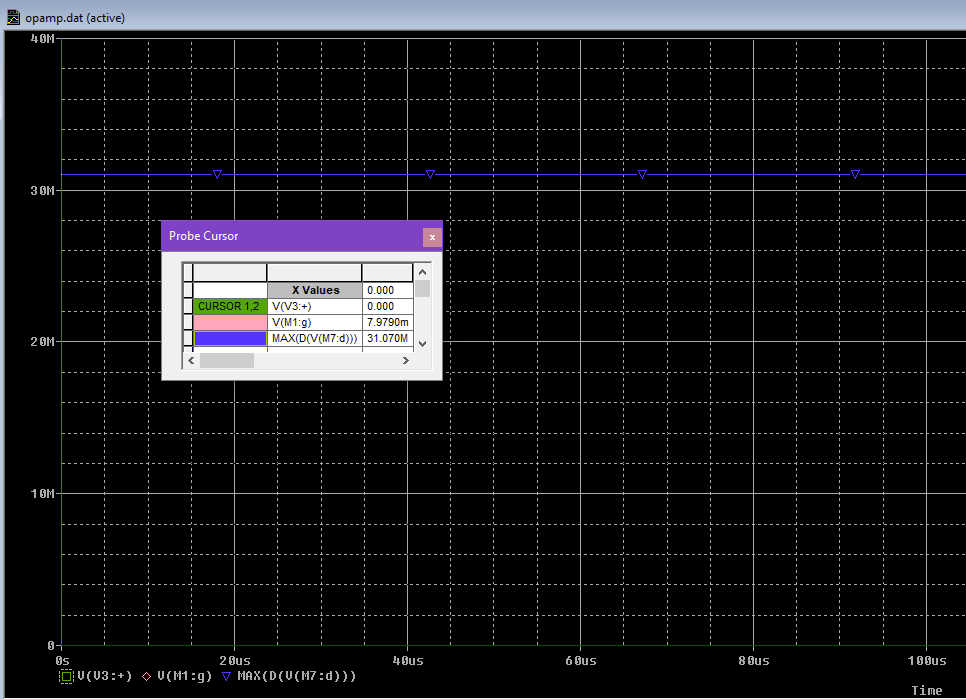 opamp.dat (active)
40M
30M
Probe Cursor
x
X Values 0.000
CURSOR 1,2 V(V3:+) 0.000
V(M1:g) 7.9790m
MAX(D(V(M7:d))) 31.070M
20M
10M
0
0s 20us 40us 60us 80us 100us
V(V3:+) V(M1:g) MAX(D(V(M7:d)))
Time